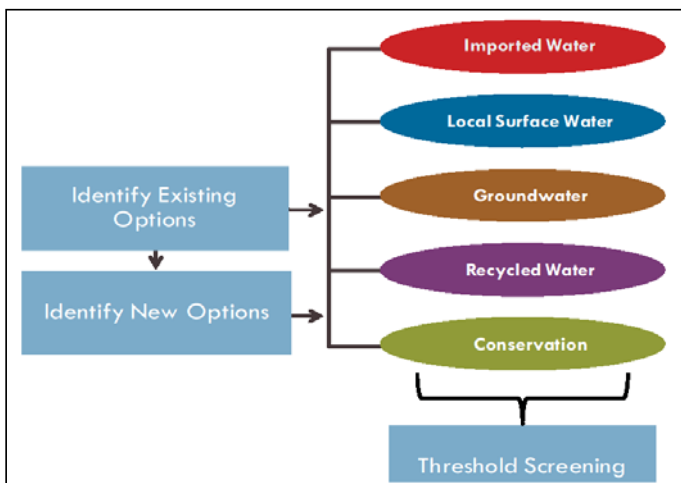 Imported Water
Local Surface Water
Identify Existing
Options
Groundwater
Identify New Options
Recycled Water
Conservation
Threshold Screening